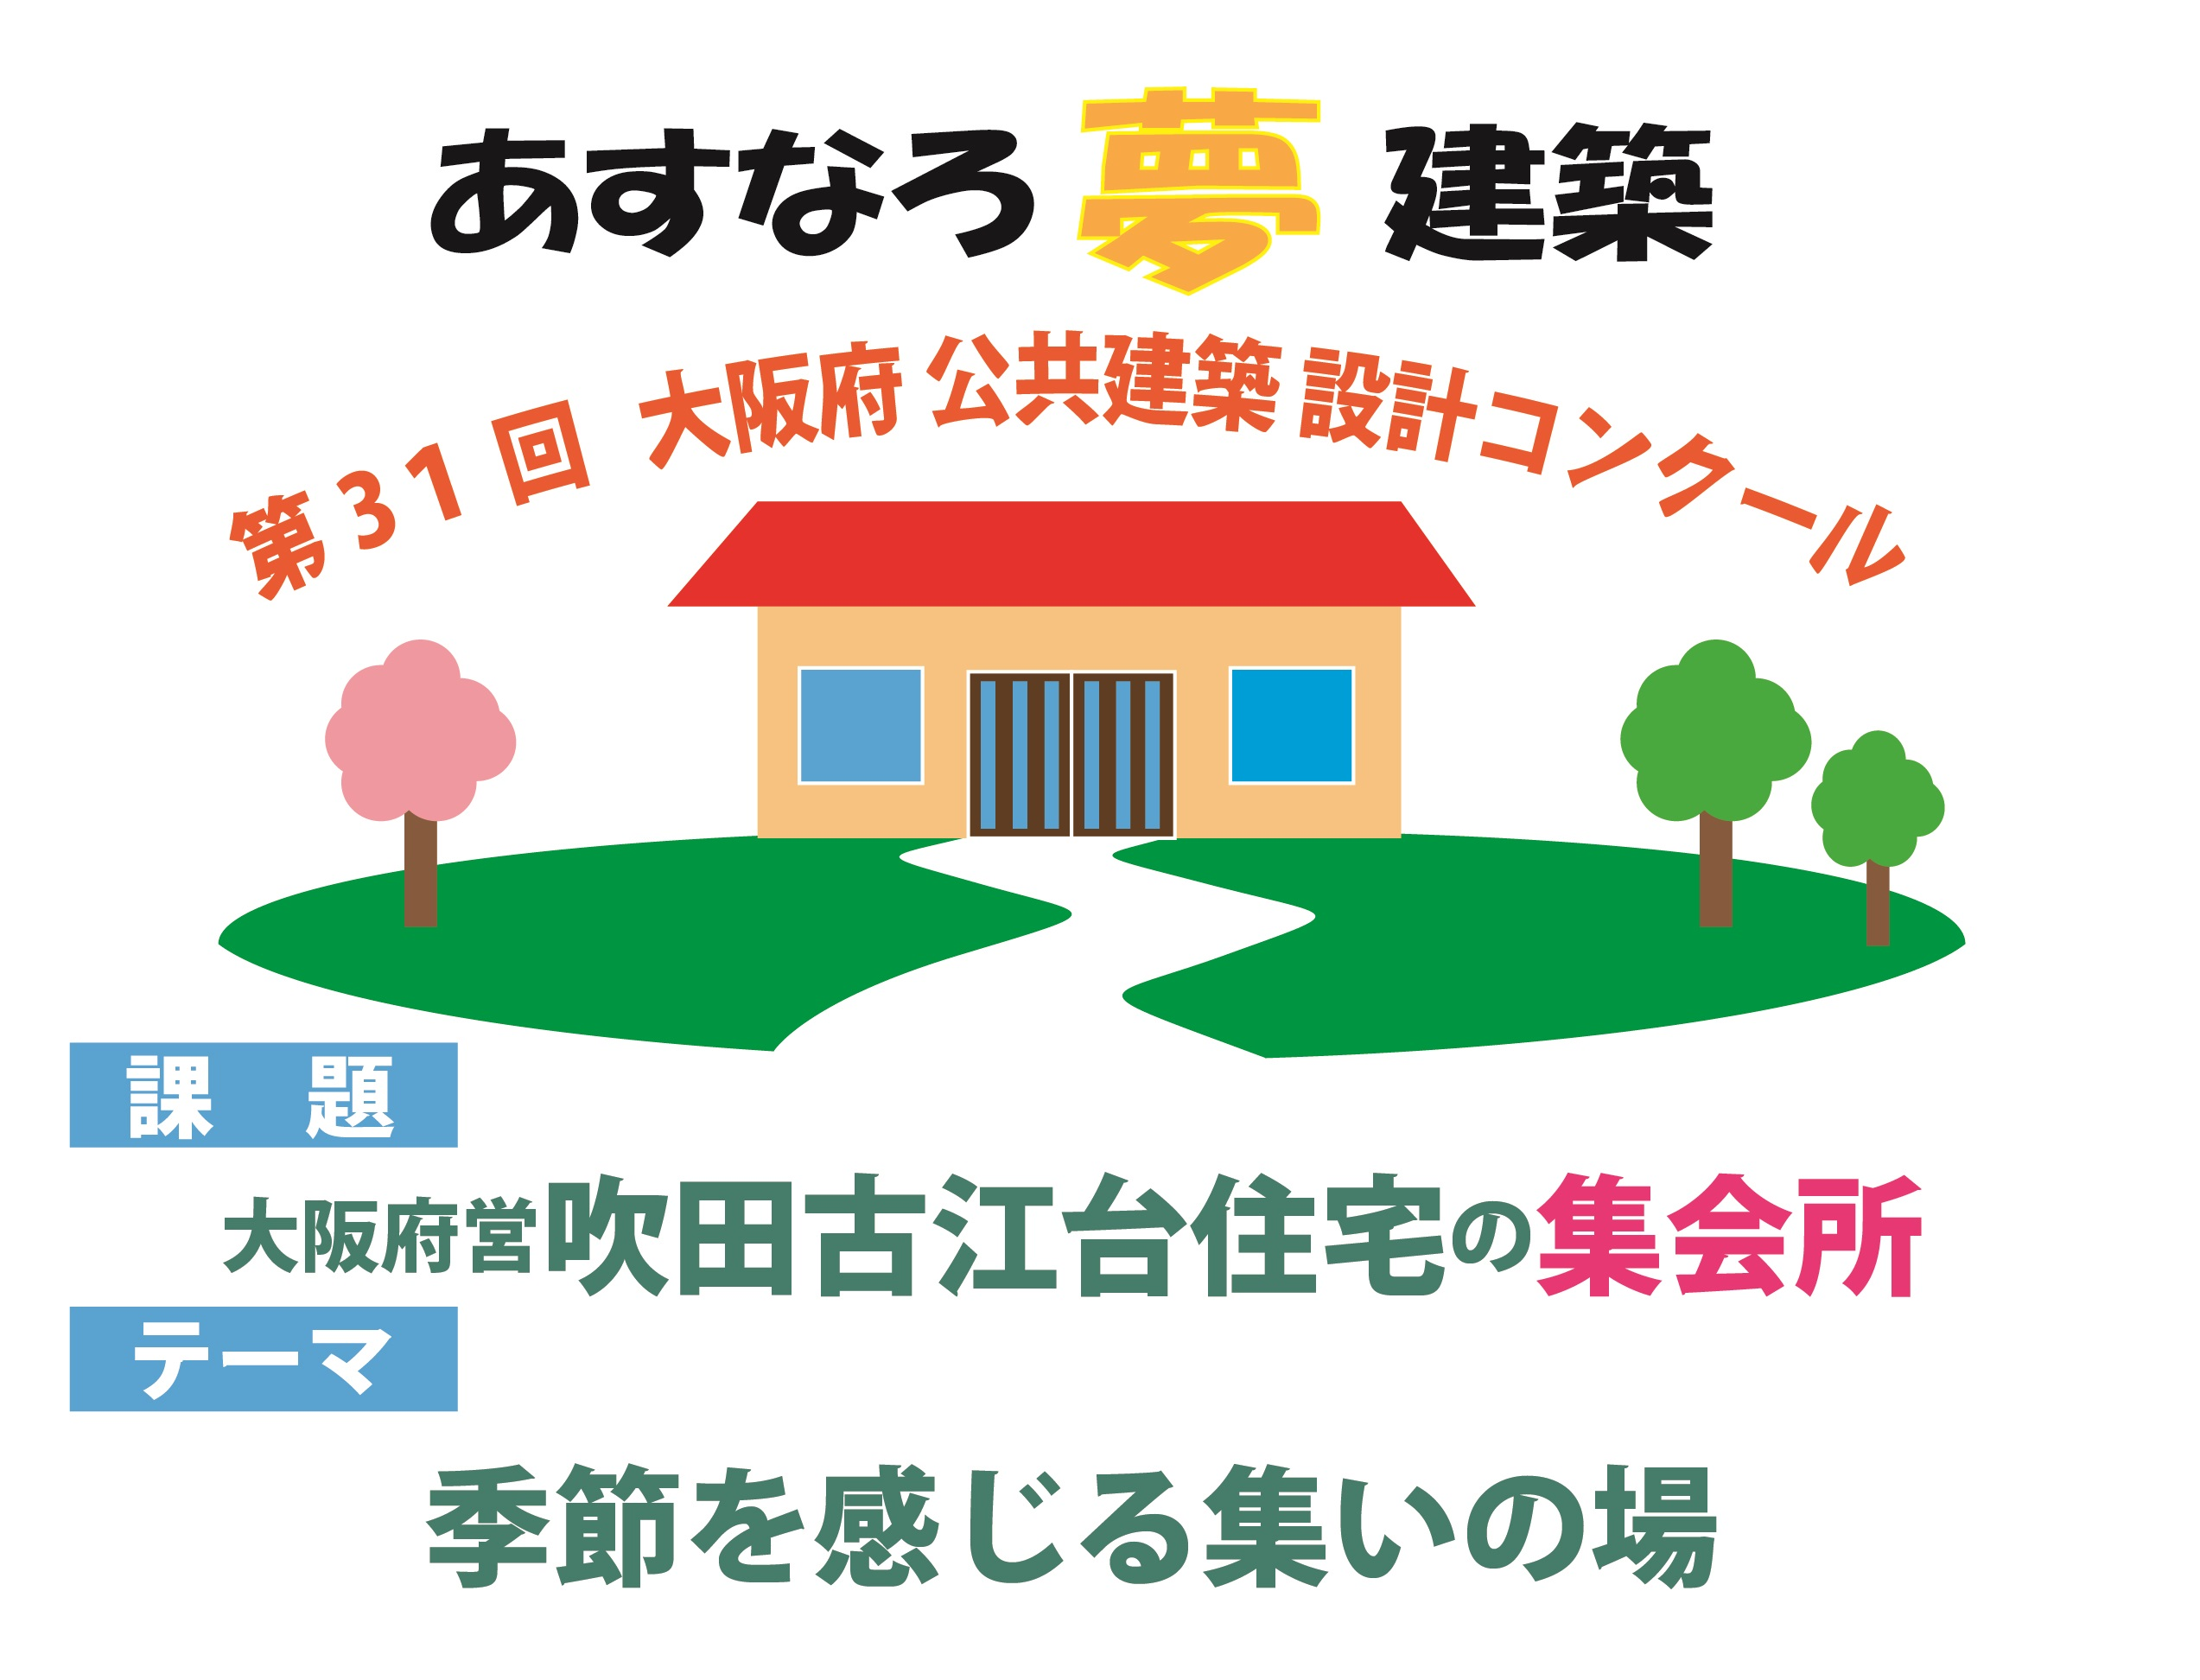 あすなろ夢建築
第31回 大阪府公共建築設計コンクール
課 題
大阪府営吹田古江台住宅の集会所
テーマ
季節を感じる集いの場